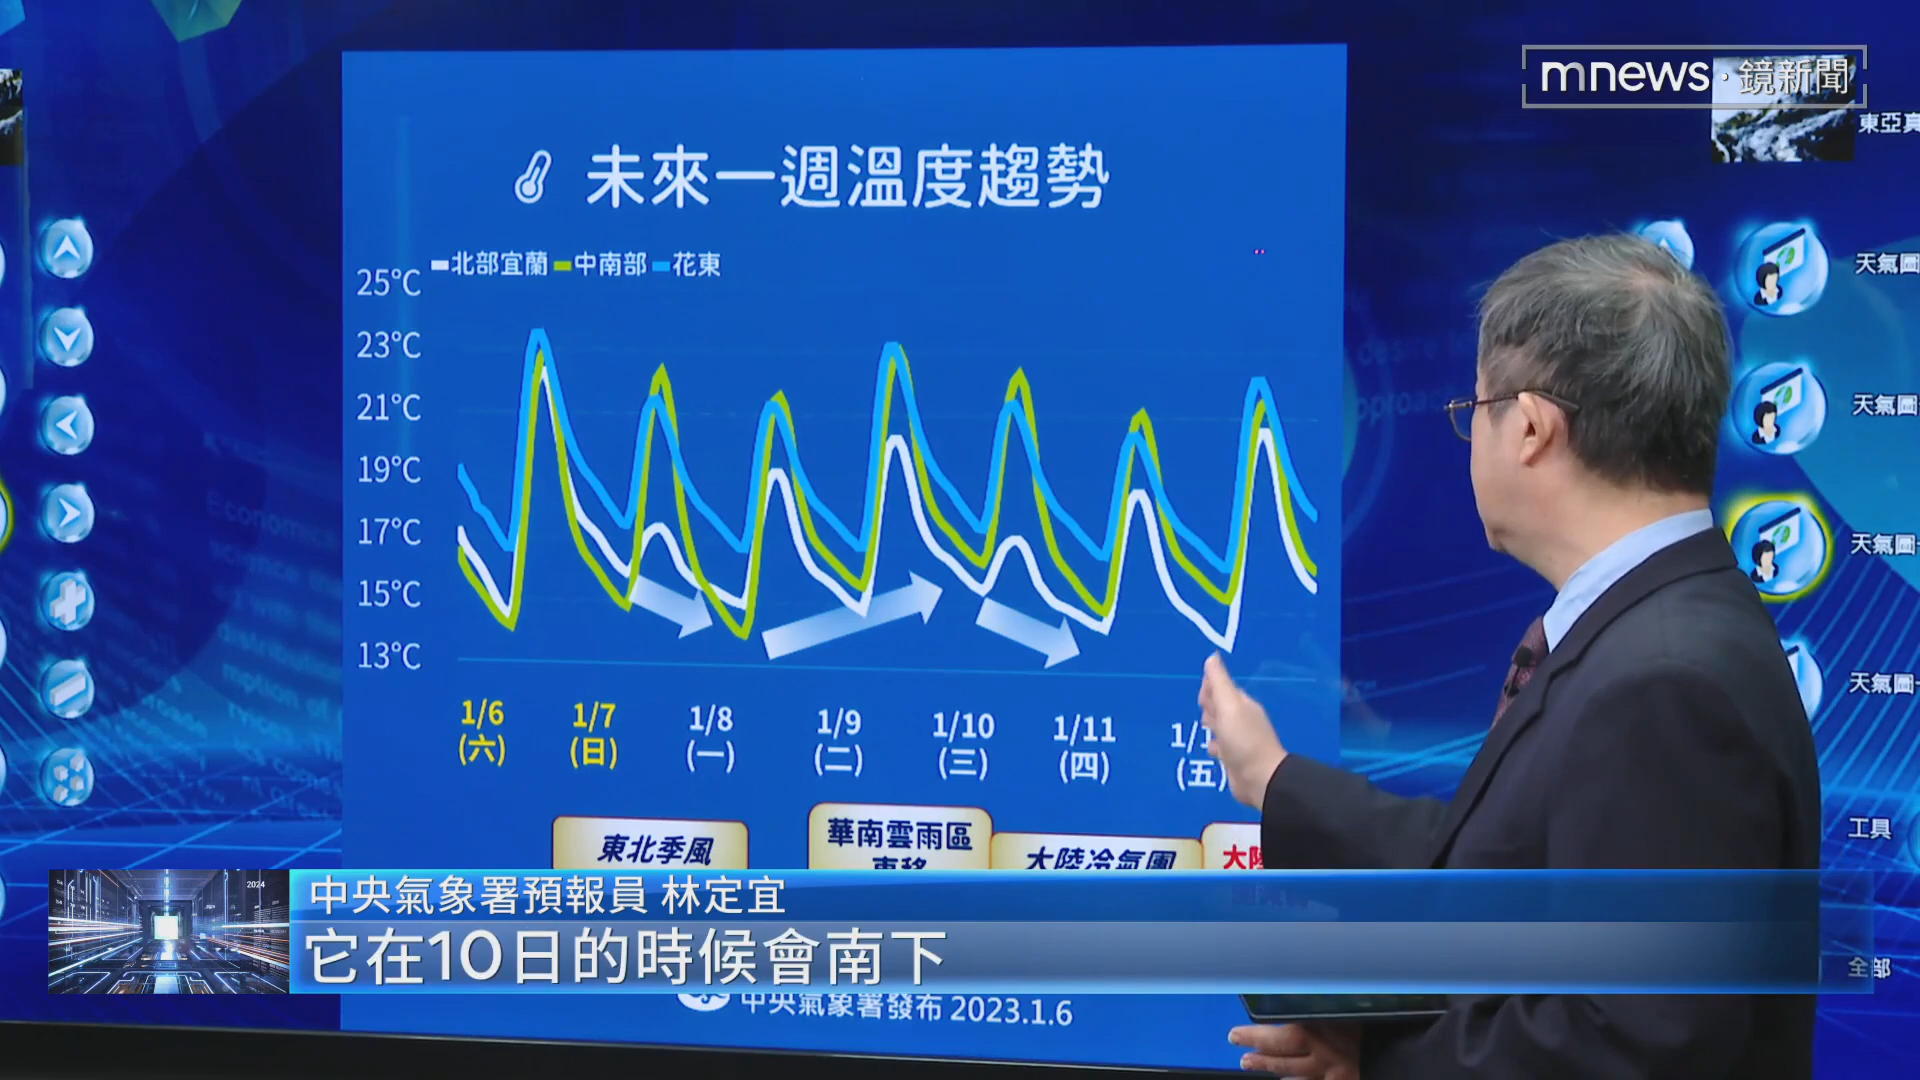 mnews·鏡新聞
東亞真
未來一週溫度趨勢
北部宜蘭 中南部 花東
25°C
23°C
21°C
19°C
17°C
15°C
13°C
1/6 1/7 1/8 1/9 1/10 1/11
(六) (日) (一) (二) (三) (四) (五)
天氣圖
天氣圖
天氣圖
天氣圖
工具
全部
東北季風
華南雲雨區
東移
大陸冷氣團
大陸
2024
中央氣象署預報員 林定宜
它在10日的時候會南下
中央氣象署發布 2023.1.6